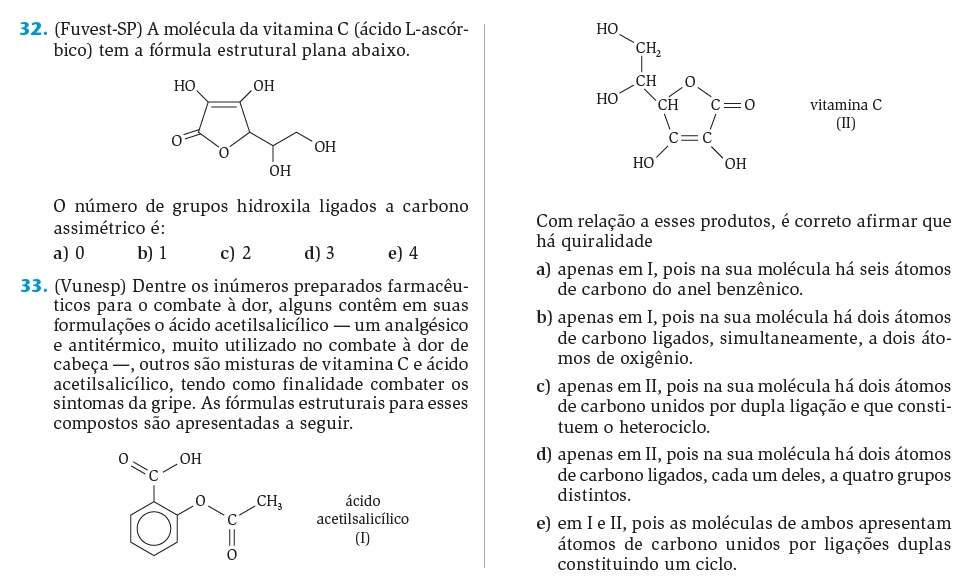 32. (Fuvest-SP) A molécula da vitamina C (ácido L-ascór-
bico) tem a fórmula estrutural plana abaixo.
HO OH
O
O
OH
OH
O número de grupos hidroxila ligados a carbono
assimétrico é:
a) 0 b) 1 c) 2 d) 3 e) 4
33. (Vunesp) Dentre os inúmeros preparados farmacêu-
ticos para o combate à dor, alguns contêm em suas
formulações o ácido acetilsalicílico — um analgésico
e antitérmico, muito utilizado no combate à dor de
cabeça —, outros são misturas de vitamina C e ácido
acetilsalicílico, tendo como finalidade combater os
sintomas da gripe. As fórmulas estruturais para esses
compostos são apresentadas a seguir.
O OH
C
O CH₃
C
O
ácido
acetilsalicílico
(I)
HO
CH₂
CH O
HO
CH C=O
C=C
HO OH
vitamina C
(II)
Com relação a esses produtos, é correto afirmar que
há quiralidade
a) apenas em I, pois na sua molécula há seis átomos
de carbono do anel benzênico.
b) apenas em I, pois na sua molécula há dois átomos
de carbono ligados, simultaneamente, a dois áto-
mos de oxigênio.
c) apenas em II, pois na sua molécula há dois átomos
de carbono unidos por dupla ligação e que consti-
tuem o heterociclo.
d) apenas em II, pois na sua molécula há dois átomos
de carbono ligados, cada um deles, a quatro grupos
distintos.
e) em I e II, pois as moléculas de ambos apresentam
átomos de carbono unidos por ligações duplas
constituindo um ciclo.